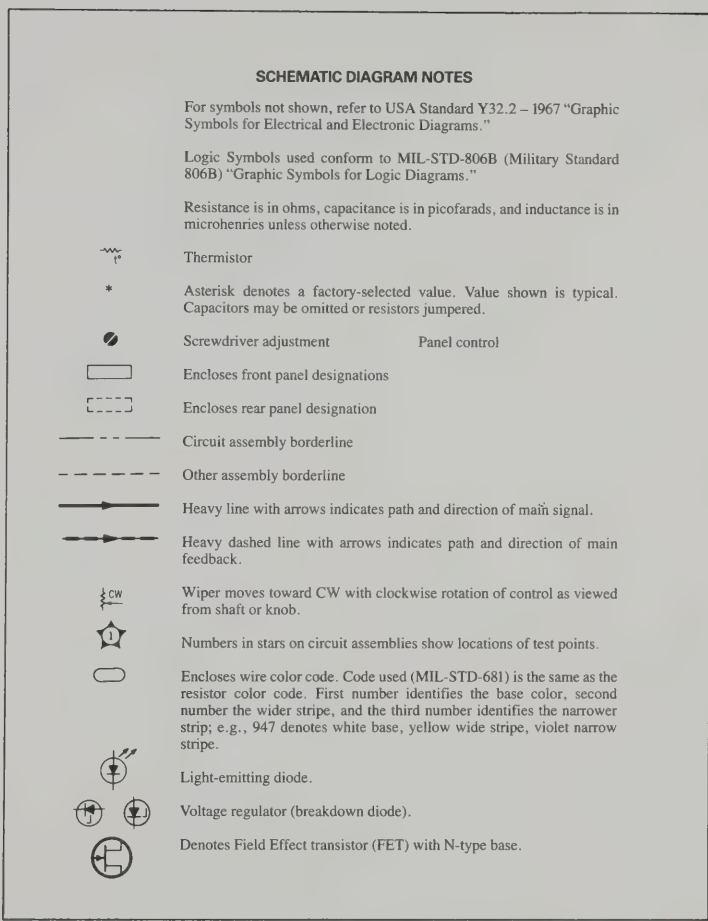 SCHEMATIC DIAGRAM NOTES
For symbols not shown, refer to USA Standard Y32.2 – 1967 “Graphic
Symbols for Electrical and Electronic Diagrams.”
Logic Symbols used conform to MIL-STD-806B (Military Standard
806B) “Graphic Symbols for Logic Diagrams.”
Resistance is in ohms, capacitance is in picofarads, and inductance is in
microhenries unless otherwise noted.
t° Thermistor
* Asterisk denotes a factory-selected value. Value shown is typical.
Capacitors may be omitted or resistors jumpered.
Screwdriver adjustment Panel control
Encloses front panel designations
Encloses rear panel designation
Circuit assembly borderline
Other assembly borderline
Heavy line with arrows indicates path and direction of main signal.
Heavy dashed line with arrows indicates path and direction of main
feedback.
CW Wiper moves toward CW with clockwise rotation of control as viewed
from shaft or knob.
1 Numbers in stars on circuit assemblies show locations of test points.
Encloses wire color code. Code used (MIL-STD-681) is the same as the
resistor color code. First number identifies the base color, second
number the wider stripe, and the third number identifies the narrower
strip; e.g., 947 denotes white base, yellow wide stripe, violet narrow
stripe.
Light-emitting diode.
Voltage regulator (breakdown diode).
Denotes Field Effect transistor (FET) with N-type base.